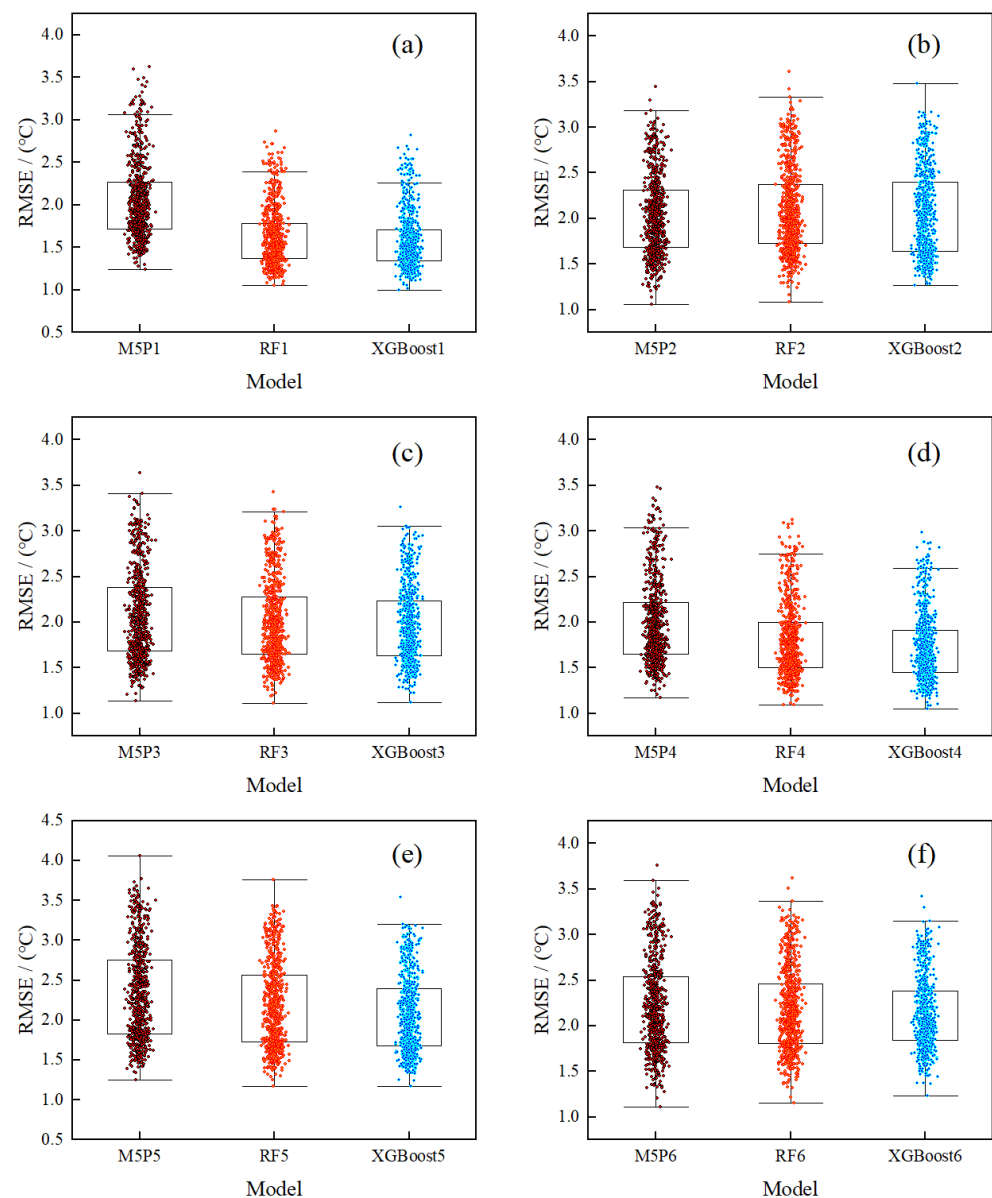 (a)
4.0
3.5
3.0
2.5
2.0
1.5
1.0
0.5
RMSE / (°C)
M5P1 RF1 XGBoost1
Model
(b)
4.0
3.5
3.0
2.5
2.0
1.5
1.0
RMSE / (°C)
M5P2 RF2 XGBoost2
Model
(c)
4.0
3.5
3.0
2.5
2.0
1.5
1.0
RMSE / (°C)
M5P3 RF3 XGBoost3
Model
(d)
4.0
3.5
3.0
2.5
2.0
1.5
1.0
RMSE / (°C)
M5P4 RF4 XGBoost4
Model
(e)
4.5
4.0
3.5
3.0
2.5
2.0
1.5
1.0
0.5
RMSE / (°C)
M5P5 RF5 XGBoost5
Model
(f)
4.0
3.5
3.0
2.5
2.0
1.5
1.0
RMSE / (°C)
M5P6 RF6 XGBoost6
Model